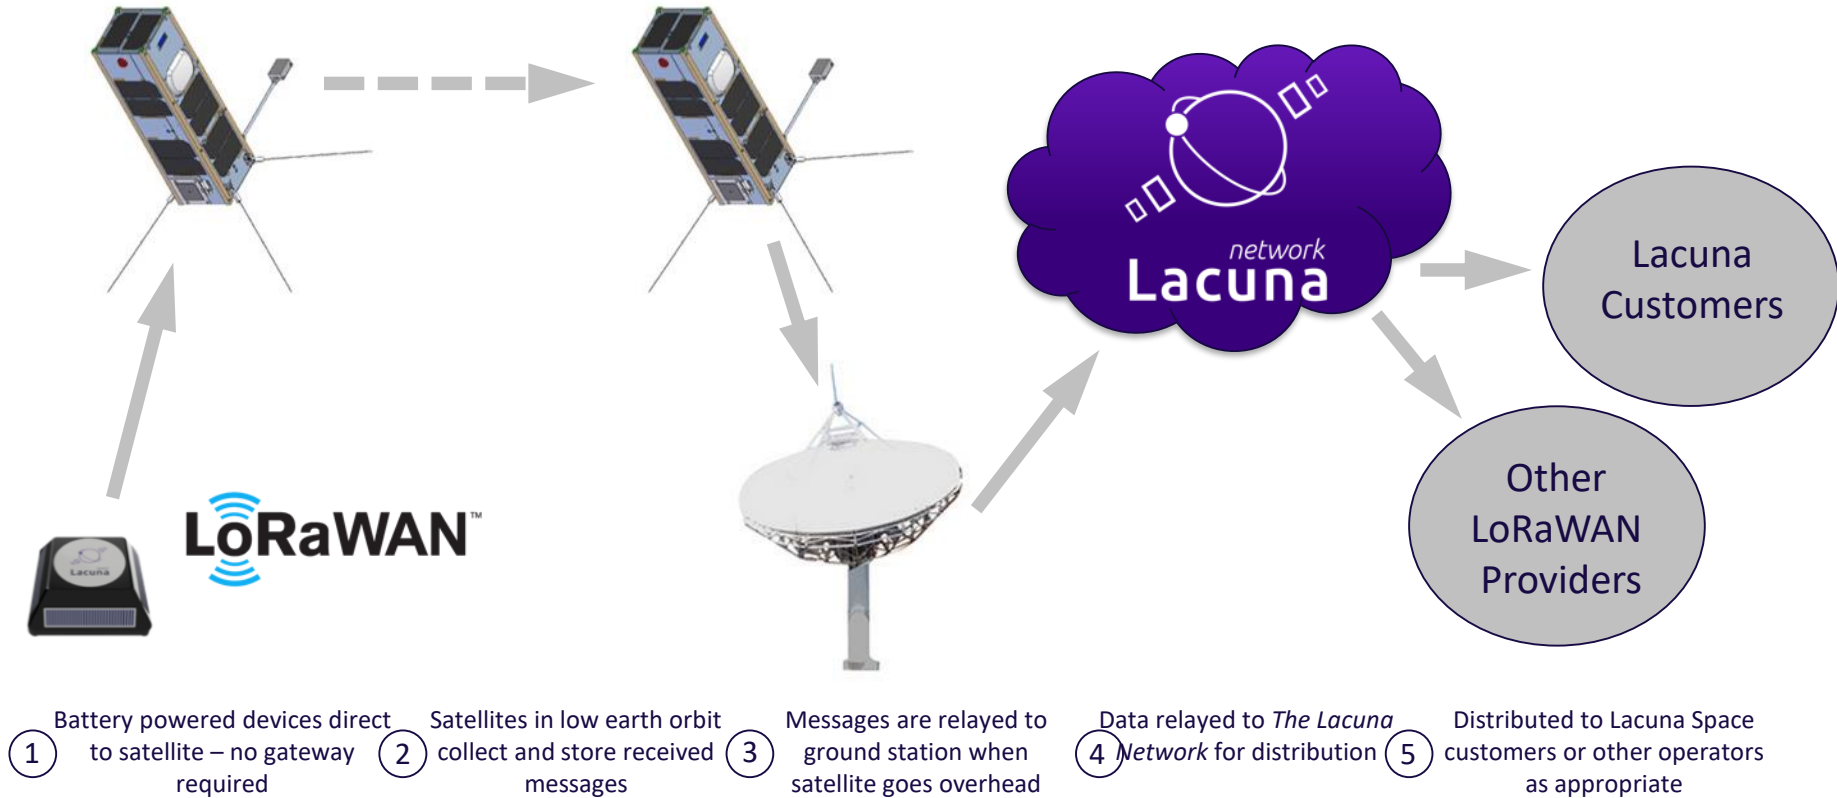 network
Lacuna
Lacuna
Customers
LoRaWAN™
Lacuna
Other
LoRaWAN
Providers
1
Battery powered devices direct
to satellite – no gateway
required
2
Satellites in low earth orbit
collect and store received
messages
3
Messages are relayed to
ground station when
satellite goes overhead
4
Data relayed to The Lacuna
Network for distribution
5
Distributed to Lacuna Space
customers or other operators
as appropriate